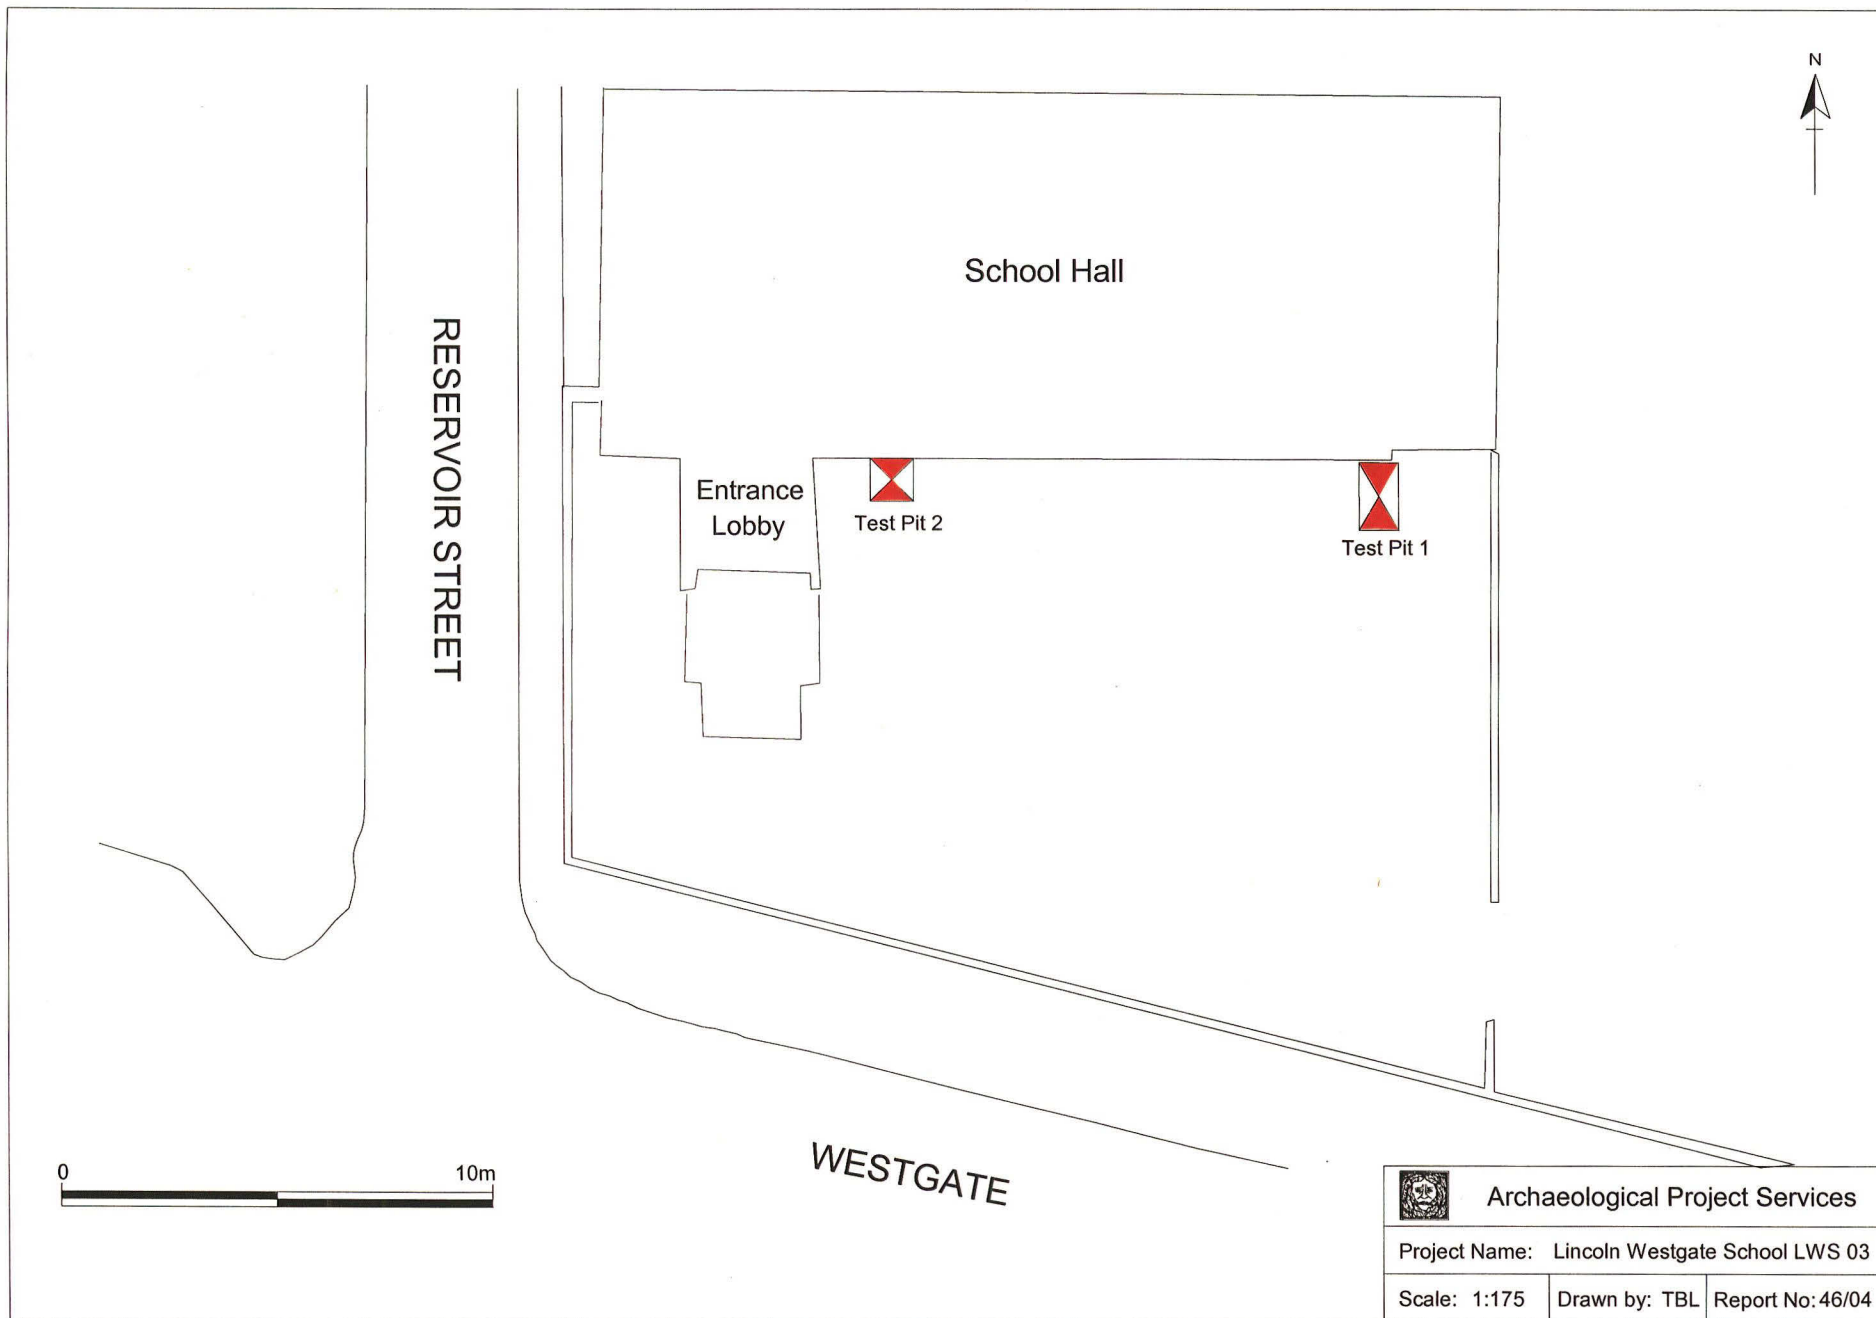 N
School Hall
RESERVOIR STREET
Entrance
Lobby
Test Pit 2
Test Pit 1
WESTGATE
0 10m
Archaeological Project Services
Project Name: Lincoln Westgate School LWS 03
Scale: 1:175 Drawn by: TBL Report No: 46/04